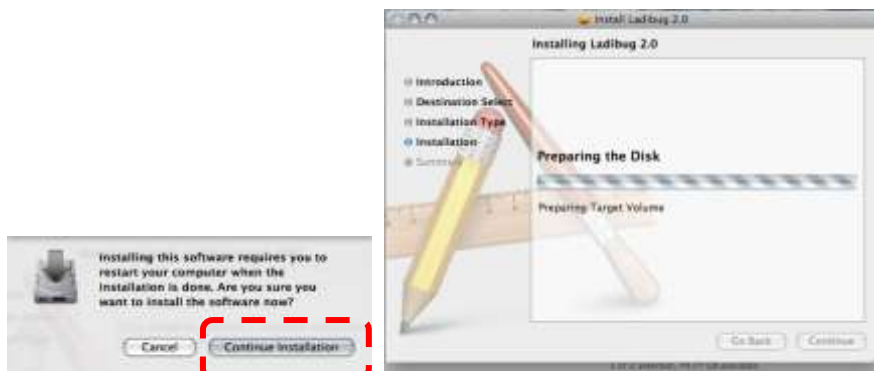 Installing this software requires you to
restart your computer when the
installation is done. Are you sure you
want to install the software now?
Cancel
Continue Installation
Install Ladibug 2.0
Installing Ladibug 2.0
Introduction
Destination Select
Installation Type
Installation
Summary
Preparing the Disk
Preparing Target Volume
Go Back
Continue